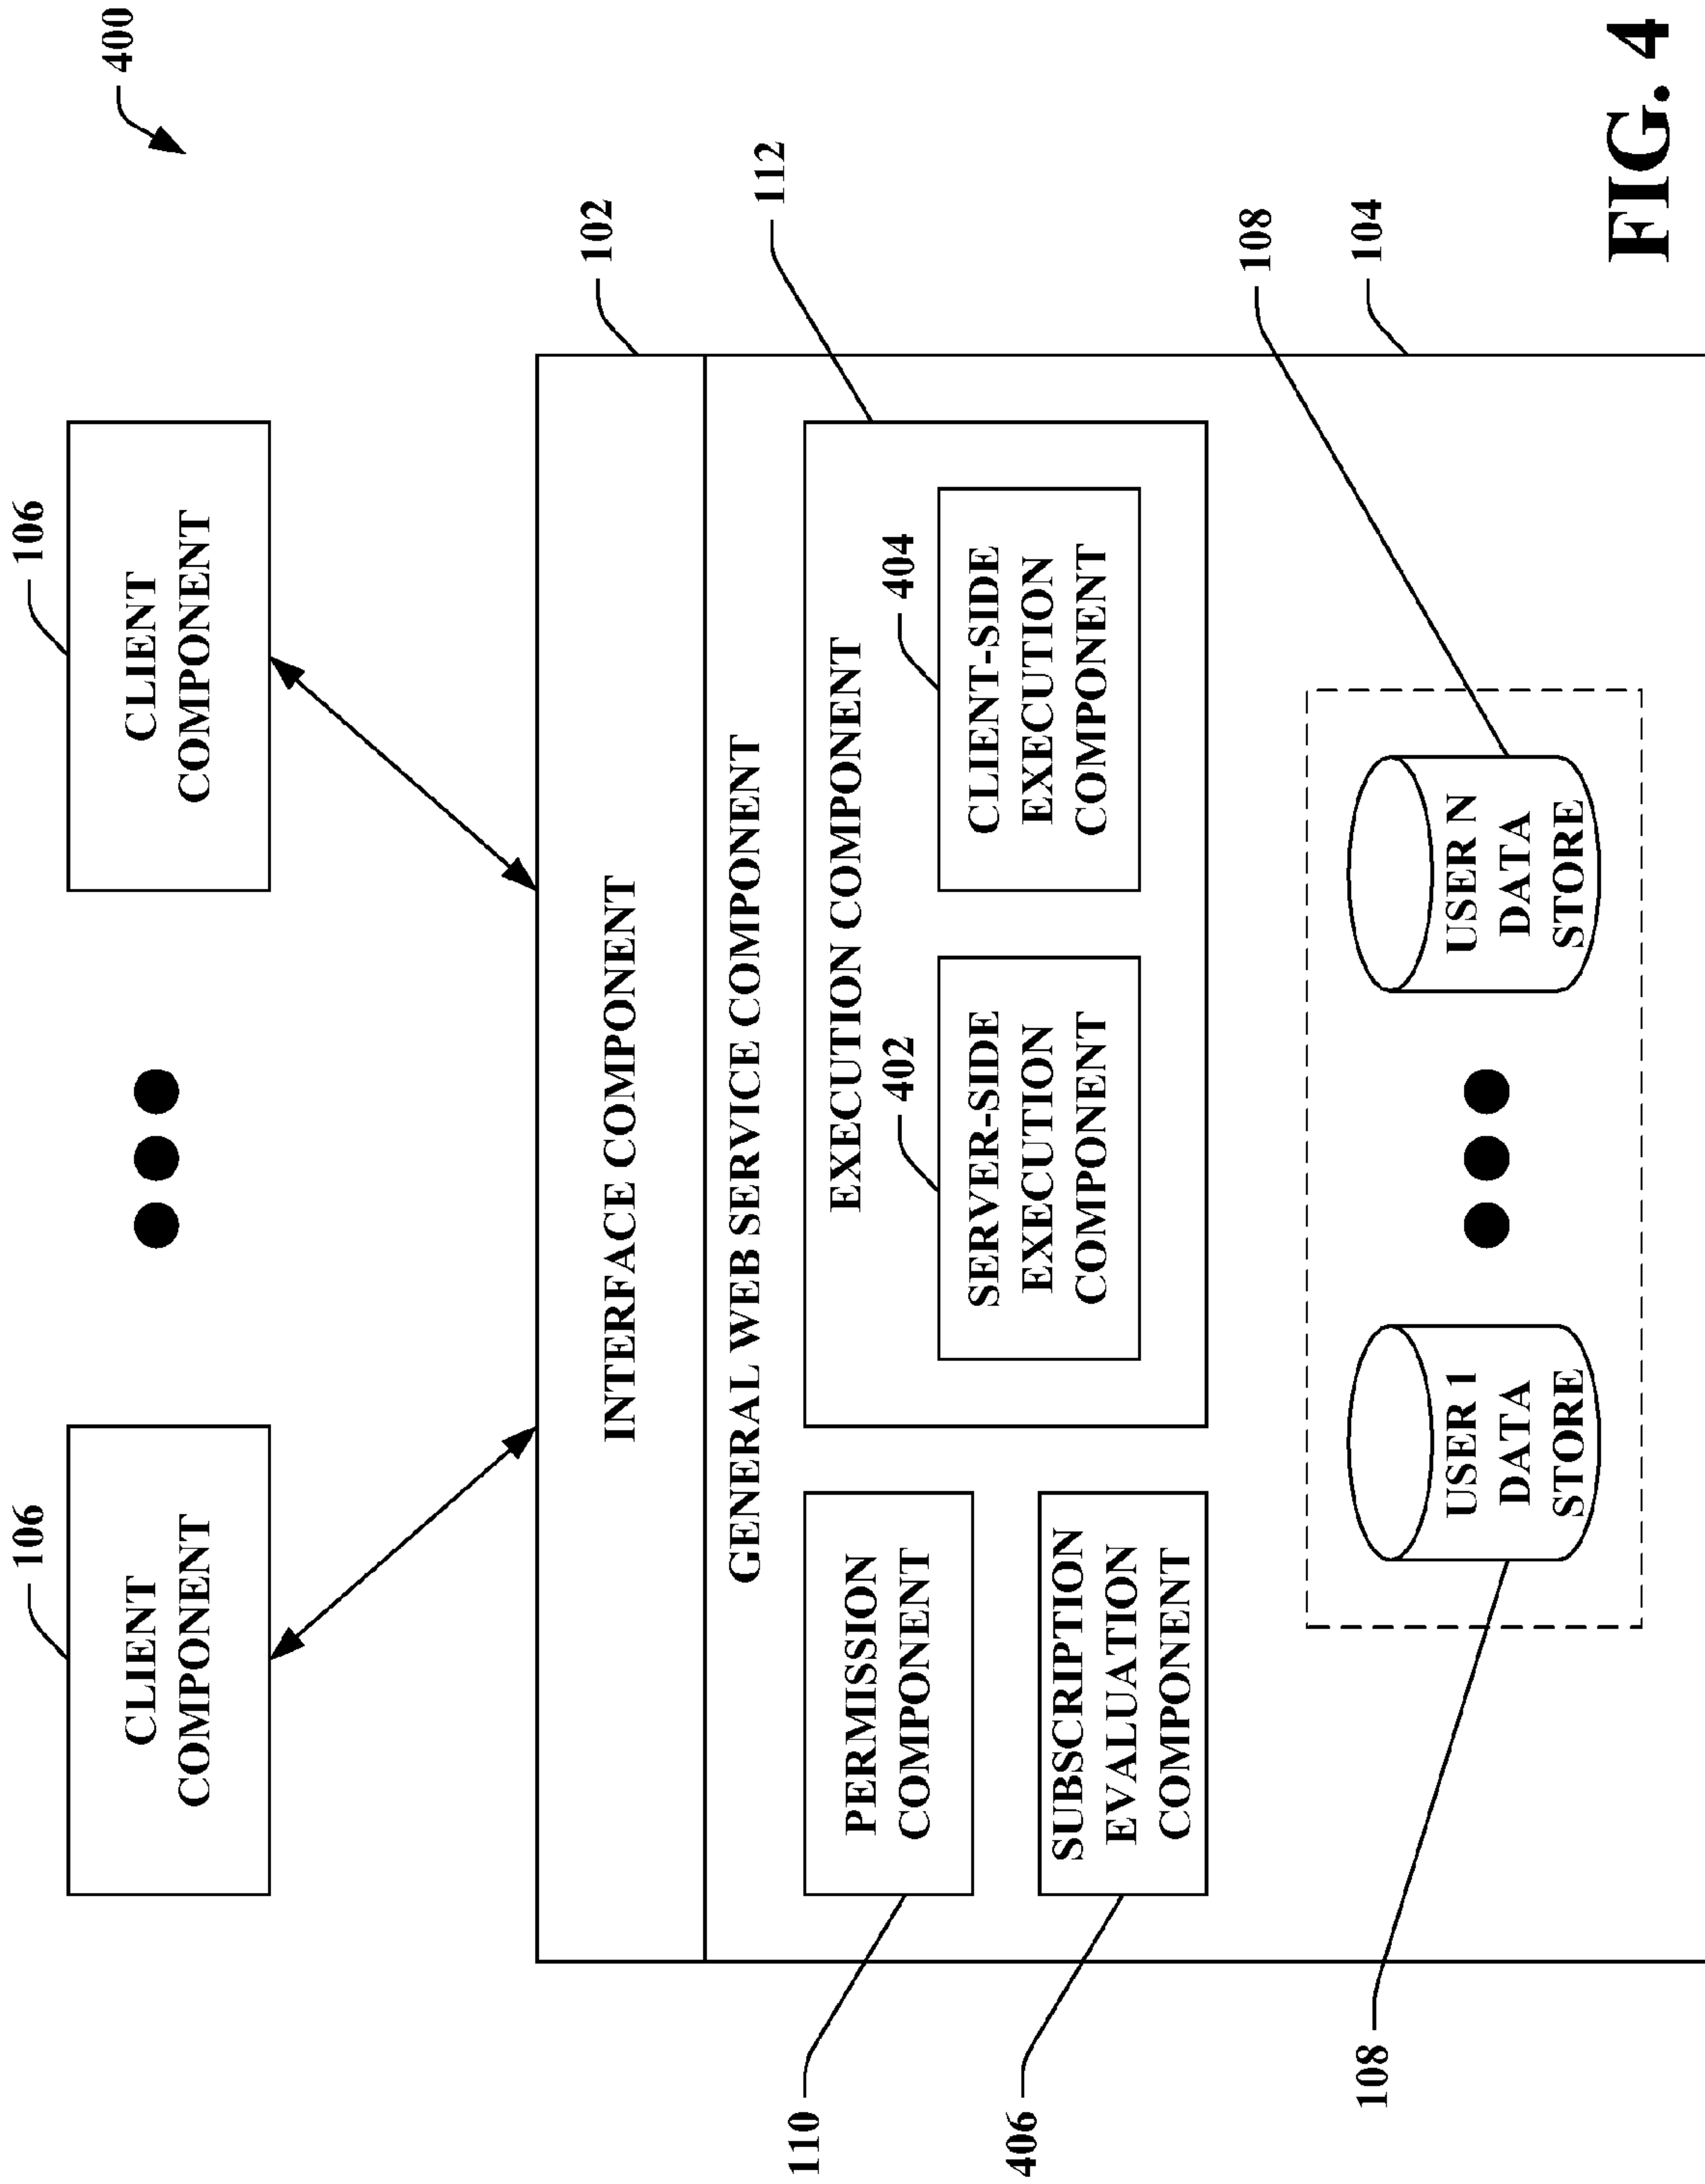 400
106
106
CLIENT
COMPONENT
CLIENT
COMPONENT
102
INTERFACE COMPONENT
GENERAL WEB SERVICE COMPONENT
112
110
PERMISSION
COMPONENT
EXECUTION COMPONENT
402
404
SERVER-SIDE
EXECUTION
COMPONENT
CLIENT-SIDE
EXECUTION
COMPONENT
406
SUBSCRIPTION
EVALUATION
COMPONENT
108
108
USER 1
DATA
STORE
USER N
DATA
STORE
104
FIG. 4